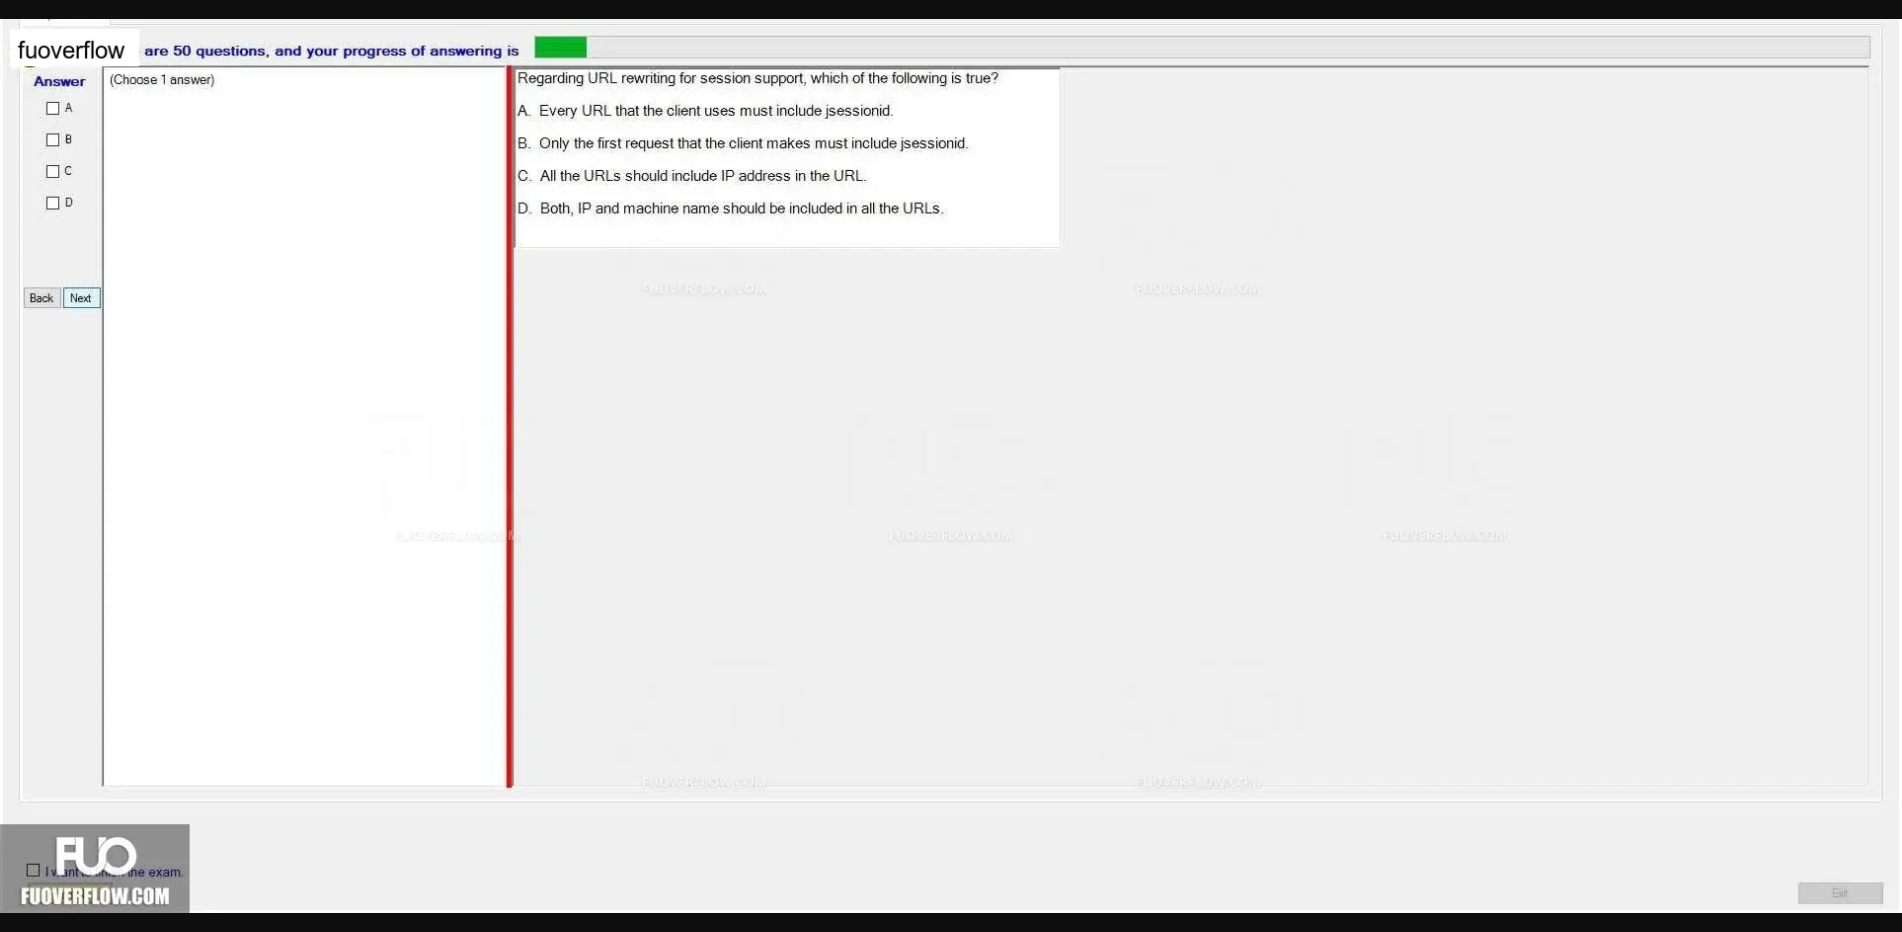 fuoverflow are 50 questions, and your progress of answering is
Answer
(Choose 1 answer)
A
B
C
D
Back Next
Regarding URL rewriting for session support, which of the following is true?
A. Every URL that the client uses must include jsessionid.
B. Only the first request that the client makes must include jsessionid.
C. All the URLs should include IP address in the URL.
D. Both, IP and machine name should be included in all the URLs.
FUOVERFLOW.COM FUOVERFLOW.COM
FUOVERFLOW.COM FUOVERFLOW.COM FUOVERFLOW.COM
FUOVERFLOW.COM FUOVERFLOW.COM
FUO
I want the exam.
FUOVERFLOW.COM
Exit